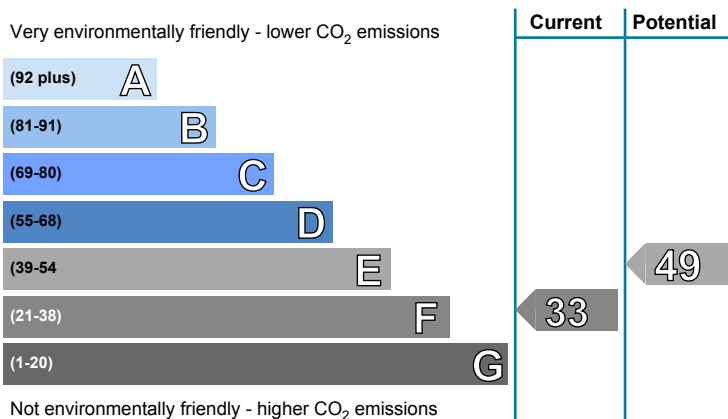 Very environmentally friendly - lower CO₂ emissions
Current
Potential
(92 plus) A
(81-91) B
(69-80) C
(55-68) D
(39-54 E
49
(21-38) F
33
(1-20) G
Not environmentally friendly - higher CO₂ emissions